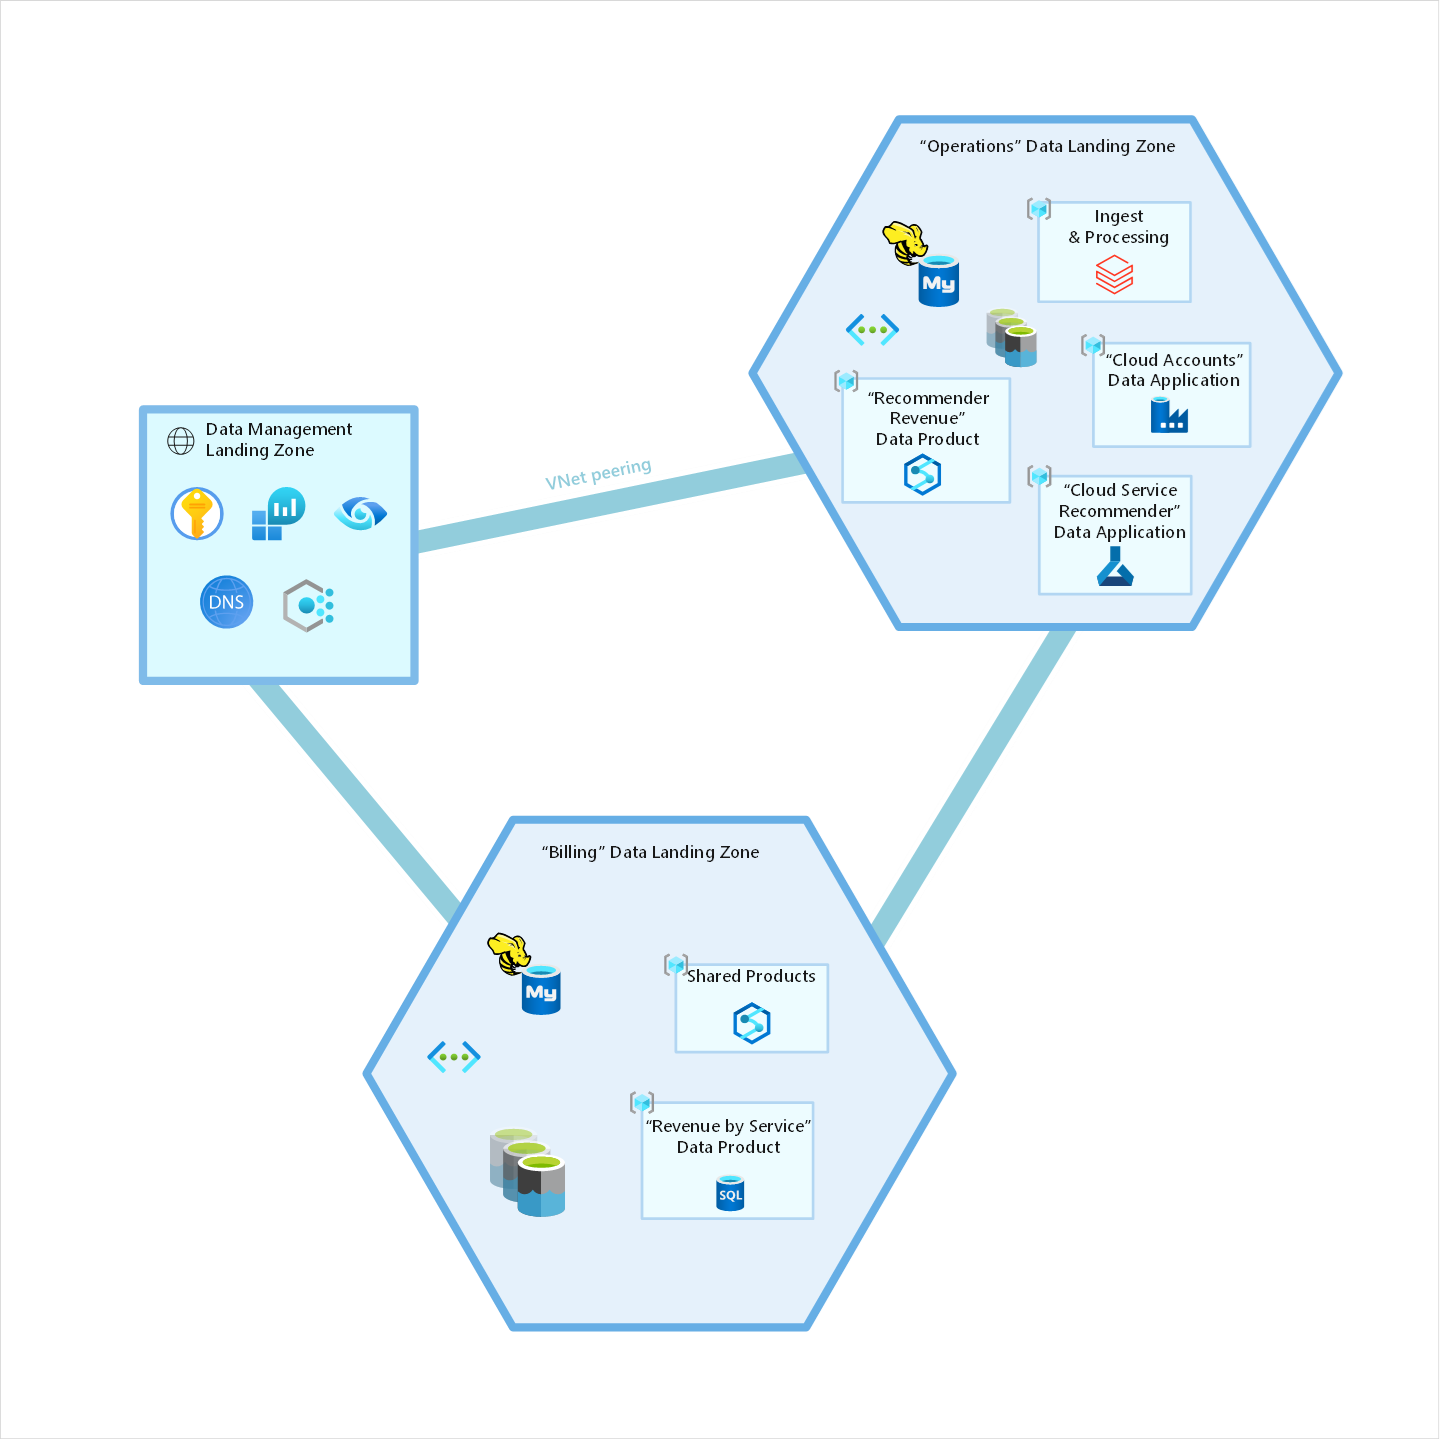 “Operations” Data Landing Zone
Ingest
& Processing
My
“Cloud Accounts”
Data Application
“Recommender
Revenue”
Data Product
“Cloud Service
Recommender”
Data Application
Data Management
Landing Zone
DNS
VNet peering
“Billing” Data Landing Zone
My
Shared Products
“Revenue by Service”
Data Product
SQL